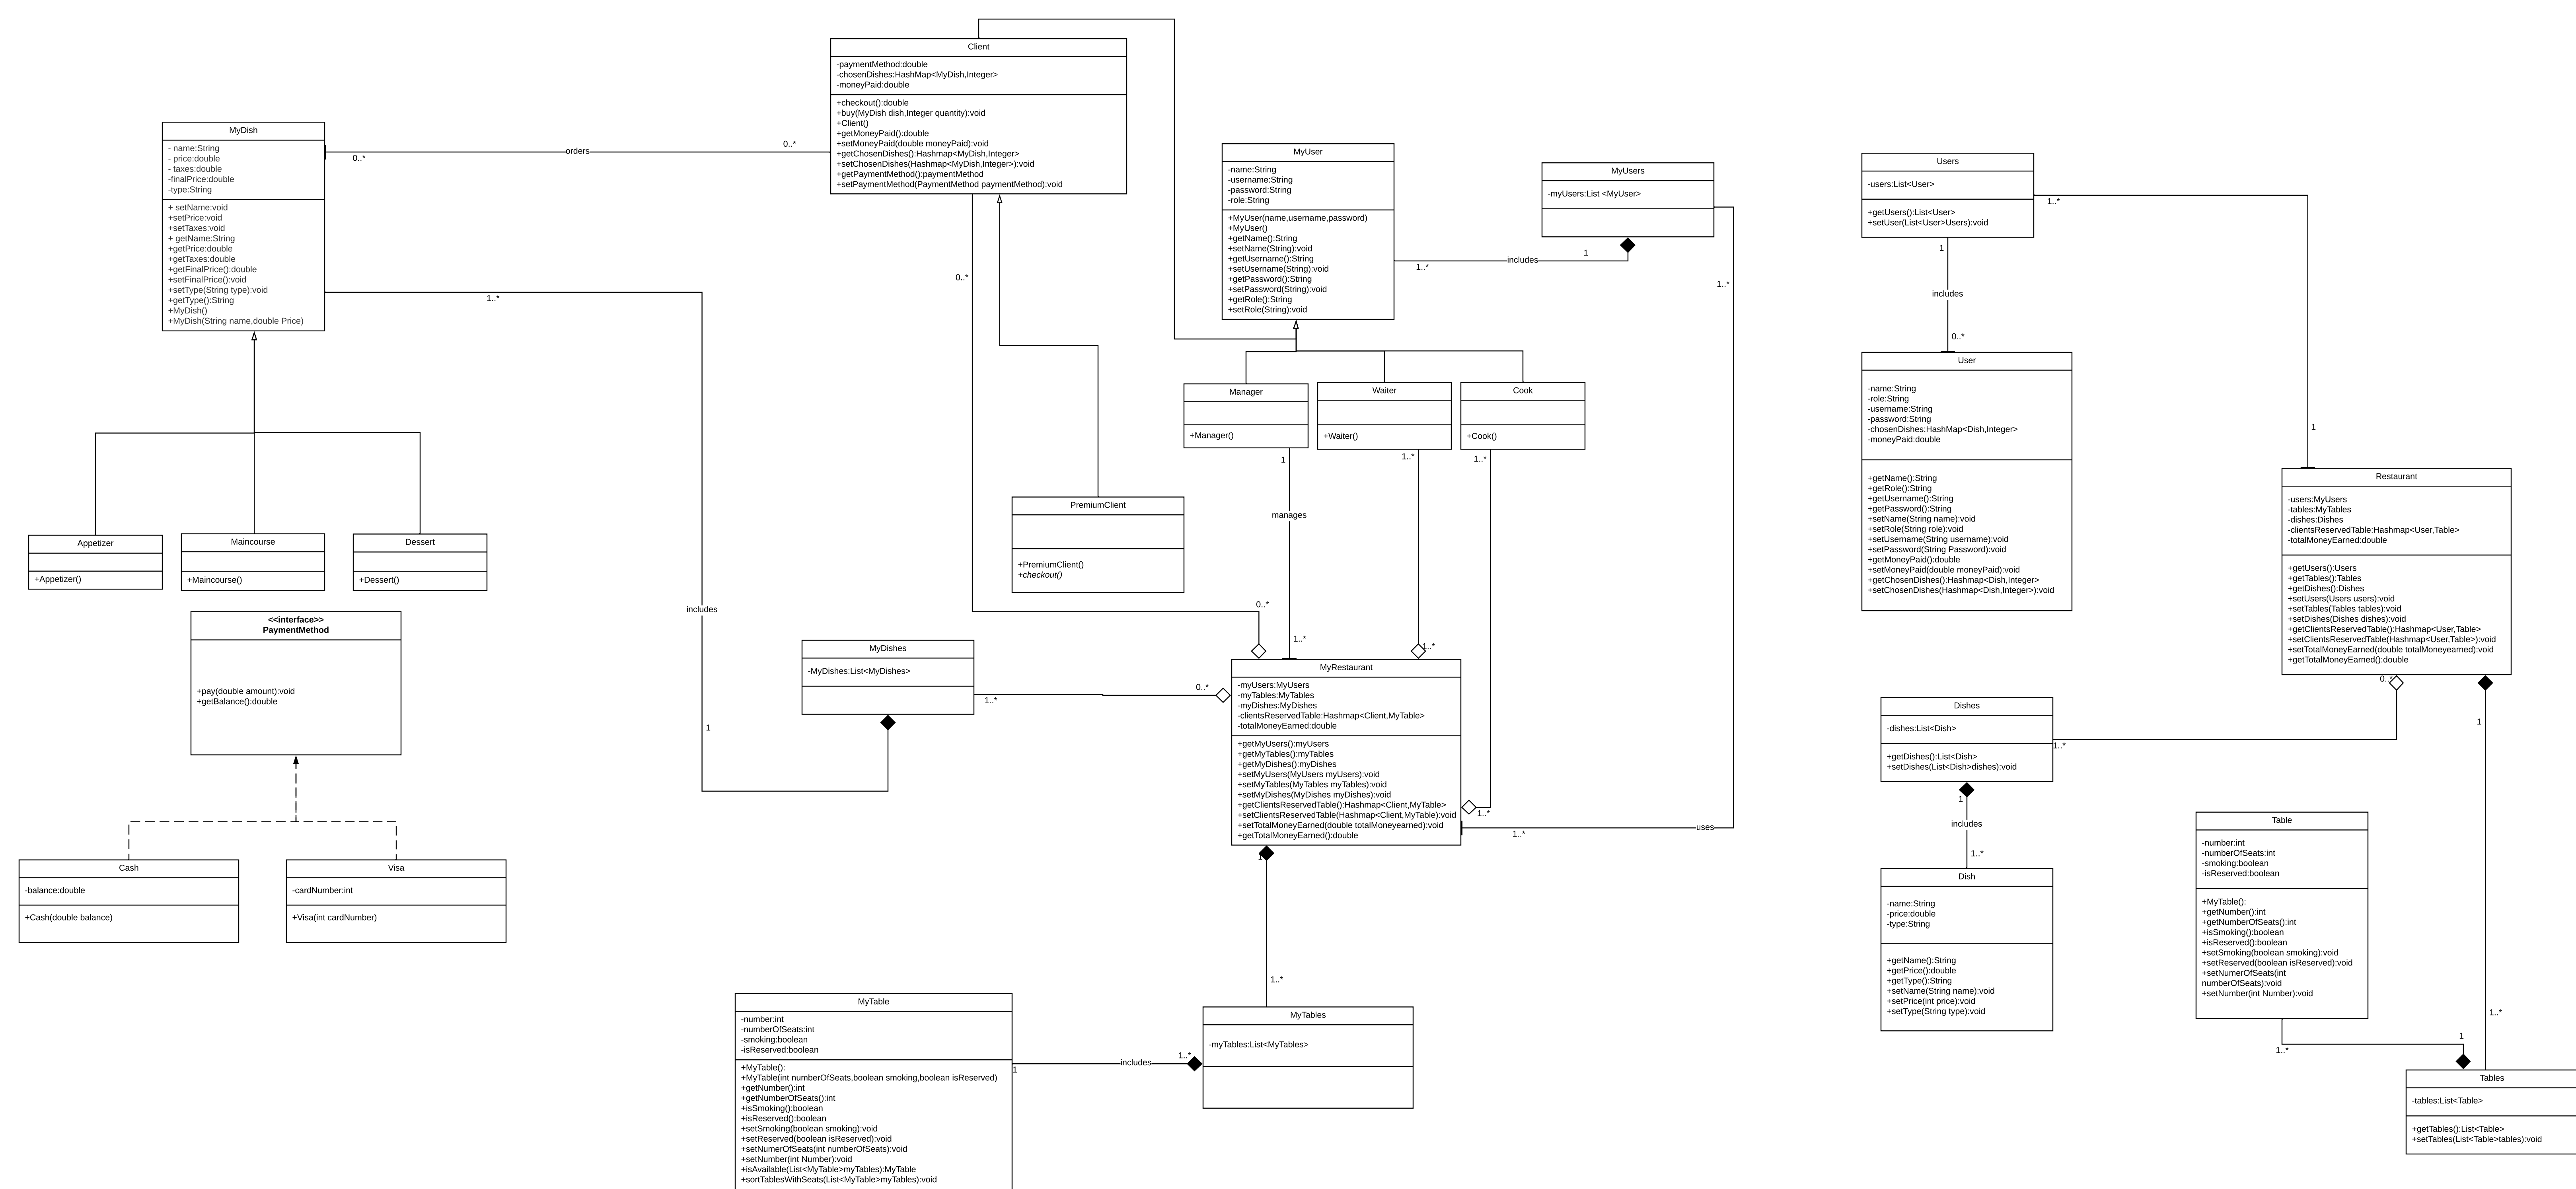 Client
-paymentMethod:double
-chosenDishes:HashMap<MyDish,Integer>
-moneyPaid:double
+checkout():double
+buy(MyDish dish,Integer quantity):void
+Client()
+getMoneyPaid():double
+setMoneyPaid(double moneyPaid):void
+getChosenDishes():Hashmap<MyDish,Integer>
+setChosenDishes(Hashmap<MyDish,Integer>):void
+getPaymentMethod():paymentMethod
+setPaymentMethod(PaymentMethod paymentMethod):void
MyDish
- name:String
- price:double
- taxes:double
-finalPrice:double
-type:String
+ setName:void
+setPrice:void
+setTaxes:void
+ getName:String
+getPrice:double
+getTaxes:double
+getFinalPrice():double
+setFinalPrice():void
+setType(String type):void
+getType():String
+MyDish()
+MyDish(String name,double Price)
0..*
orders
0..*
MyUser
-name:String
-username:String
-password:String
-role:String
+MyUser(name,username,password)
+MyUser()
+getName():String
+setName(String):void
+getUsername():String
+setUsername(String):void
+getPassword():String
+setPassword(String):void
+getRole():String
+setRole(String):void
MyUsers
-myUsers:List <MyUser>
1..*
includes
1
1..*
0..*
1..*
Manager
+Manager()
Waiter
+Waiter()
Cook
+Cook()
1
1..*
1..*
manages
PremiumClient
+PremiumClient()
+checkout()
Appetizer
+Appetizer()
Maincourse
+Maincourse()
Dessert
+Dessert()
<<interface>>
PaymentMethod
+pay(double amount):void
+getBalance():double
Cash
-balance:double
+Cash(double balance)
Visa
-cardNumber:int
+Visa(int cardNumber)
includes
1
MyDishes
-MyDishes:List<MyDishes>
1..*
0..*
0..*
1..*
1..*
MyRestaurant
-myUsers:MyUsers
-myTables:MyTables
-myDishes:MyDishes
-clientsReservedTable:Hashmap<Client,MyTable>
-totalMoneyEarned:double
+getMyUsers():myUsers
+getMyTables():myTables
+getMyDishes():myDishes
+setMyUsers(MyUsers myUsers):void
+setMyTables(MyTables myTables):void
+setMyDishes(MyDishes myDishes):void
+getClientsReservedTable():Hashmap<Client,MyTable>
+setClientsReservedTable(Hashmap<Client,MyTable):void
+setTotalMoneyEarned(double totalMoneyearned):void
+getTotalMoneyEarned():double
1..*
1..*
uses
1
1..*
MyTable
-number:int
-numberOfSeats:int
-smoking:boolean
-isReserved:boolean
+MyTable():
+MyTable(int numberOfSeats,boolean smoking,boolean isReserved)
+getNumber():int
+getNumberOfSeats():int
+isSmoking():boolean
+isReserved():boolean
+setSmoking(boolean smoking):void
+setReserved(boolean isReserved):void
+setNumerOfSeats(int numberOfSeats):void
+setNumber(int Number):void
+isAvailable(List<MyTable>myTables):MyTable
+sortTablesWithSeats(List<MyTable>myTables):void
1
includes
1..*
MyTables
-myTables:List<MyTables>
Users
-users:List<User>
+getUsers():List<User>
+setUser(List<User>Users):void
1..*
1
includes
0..*
User
-name:String
-role:String
-username:String
-password:String
-chosenDishes:HashMap<Dish,Integer>
-moneyPaid:double
+getName():String
+getRole():String
+getUsername():String
+getPassword():String
+setName(String name):void
+setRole(String role):void
+setUsername(String username):void
+setPassword(String Password):void
+getMoneyPaid():double
+setMoneyPaid(double moneyPaid):void
+getChosenDishes():Hashmap<Dish,Integer>
+setChosenDishes(Hashmap<Dish,Integer>):void
1
Restaurant
-users:MyUsers
-tables:MyTables
-dishes:Dishes
-clientsReservedTable:Hashmap<User,Table>
-totalMoneyEarned:double
+getUsers():Users
+getTables():Tables
+getDishes():Dishes
+setUsers(Users users):void
+setTables(Tables tables):void
+setDishes(Dishes dishes):void
+getClientsReservedTable():Hashmap<User,Table>
+setClientsReservedTable(Hashmap<User,Table>):void
+setTotalMoneyEarned(double totalMoneyearned):void
+getTotalMoneyEarned():double
0..*
1
Dishes
-dishes:List<Dish>
+getDishes():List<Dish>
+setDishes(List<Dish>dishes):void
1..*
1
includes
1..*
Dish
-name:String
-price:double
-type:String
+getName():String
+getPrice():double
+getType():String
+setName(String name):void
+setPrice(int price):void
+setType(String type):void
Table
-number:int
-numberOfSeats:int
-smoking:boolean
-isReserved:boolean
+MyTable():
+getNumber():int
+getNumberOfSeats():int
+isSmoking():boolean
+isReserved():boolean
+setSmoking(boolean smoking):void
+setReserved(boolean isReserved):void
+setNumerOfSeats(int
numberOfSeats):void
+setNumber(int Number):void
1..*
1
1..*
Tables
-tables:List<Table>
+getTables():List<Table>
+setTables(List<Table>tables):void